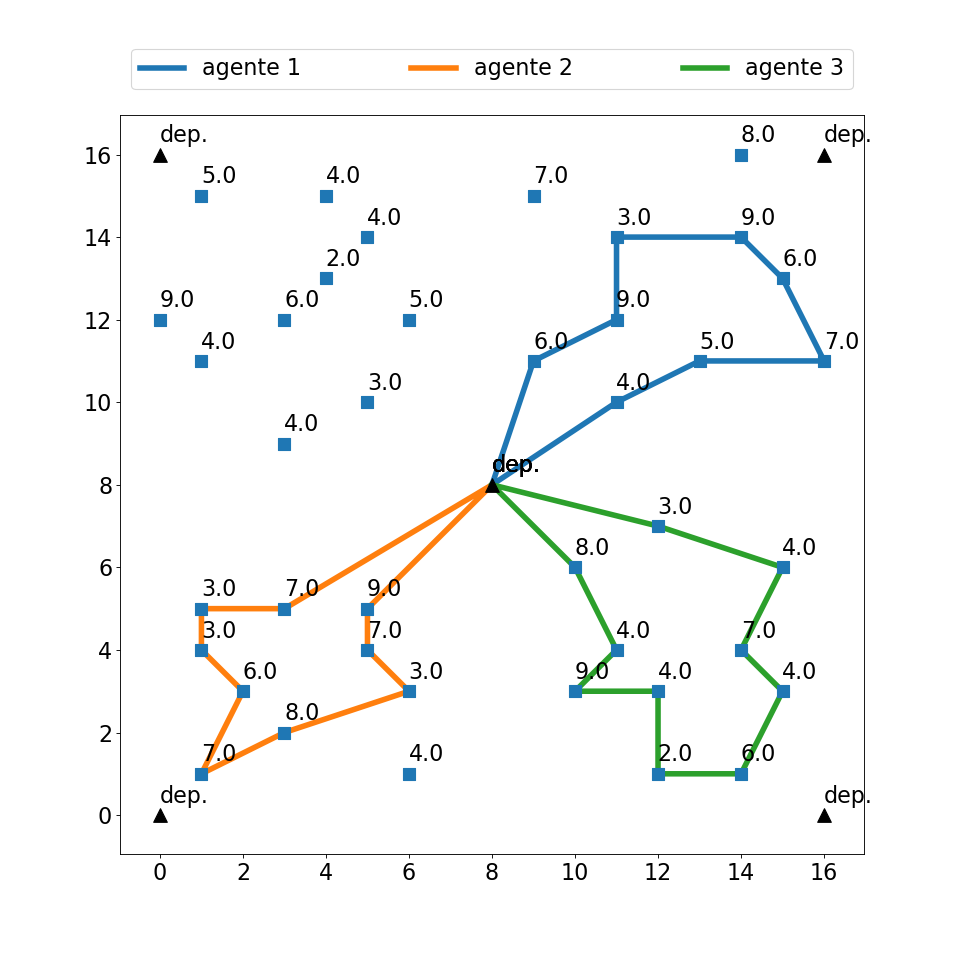 agente 1 agente 2 agente 3
dep. 8.0 dep.
16
5.0 4.0 7.0
4.0 3.0 9.0
14
2.0 6.0
9.0 6.0 5.0 9.0
12
4.0 6.0 5.0 7.0
3.0 4.0
10
4.0
dep. dep.
8
3.0
8.0 4.0
6
3.0 7.0 9.0
3.0 7.0 4.0 7.0
4
6.0 3.0 9.0 4.0 4.0
8.0
2
7.0 4.0 2.0 6.0
dep. dep.
0
0 2 4 6 8 10 12 14 16